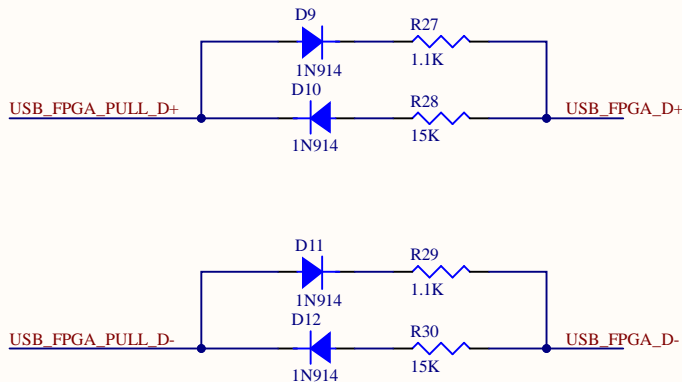 D9
R27
1N914
1.1K
D10
R28
USB_FPGA_PULL_D+
USB_FPGA_D+
1N914
15K
D11
R29
1N914
1.1K
D12
R30
USB_FPGA_PULL_D-
USB_FPGA_D-
1N914
15K